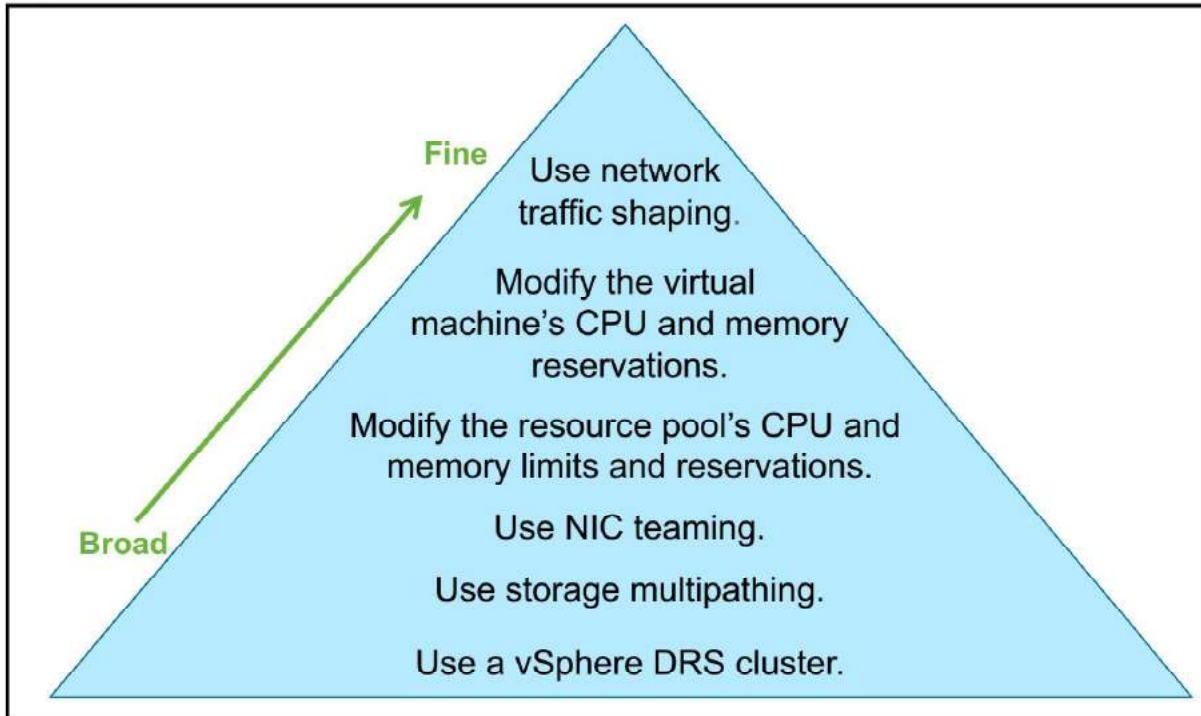 Fine
Use network
traffic shaping.
Modify the virtual
machine’s CPU and memory
reservations.
Modify the resource pool’s CPU and
memory limits and reservations.
Use NIC teaming.
Broad
Use storage multipathing.
Use a vSphere DRS cluster.